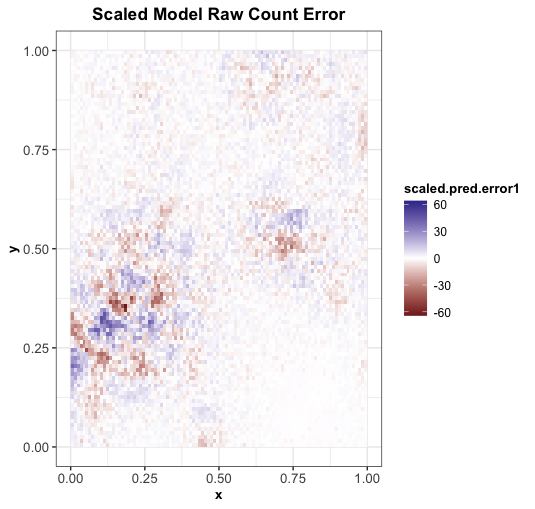 Scaled Model Raw Count Error
1.00
0.75
0.50
0.25
0.00
y
0.00 0.25 0.50 0.75 1.00
x
scaled.pred.error1
60
30
0
-30
-60